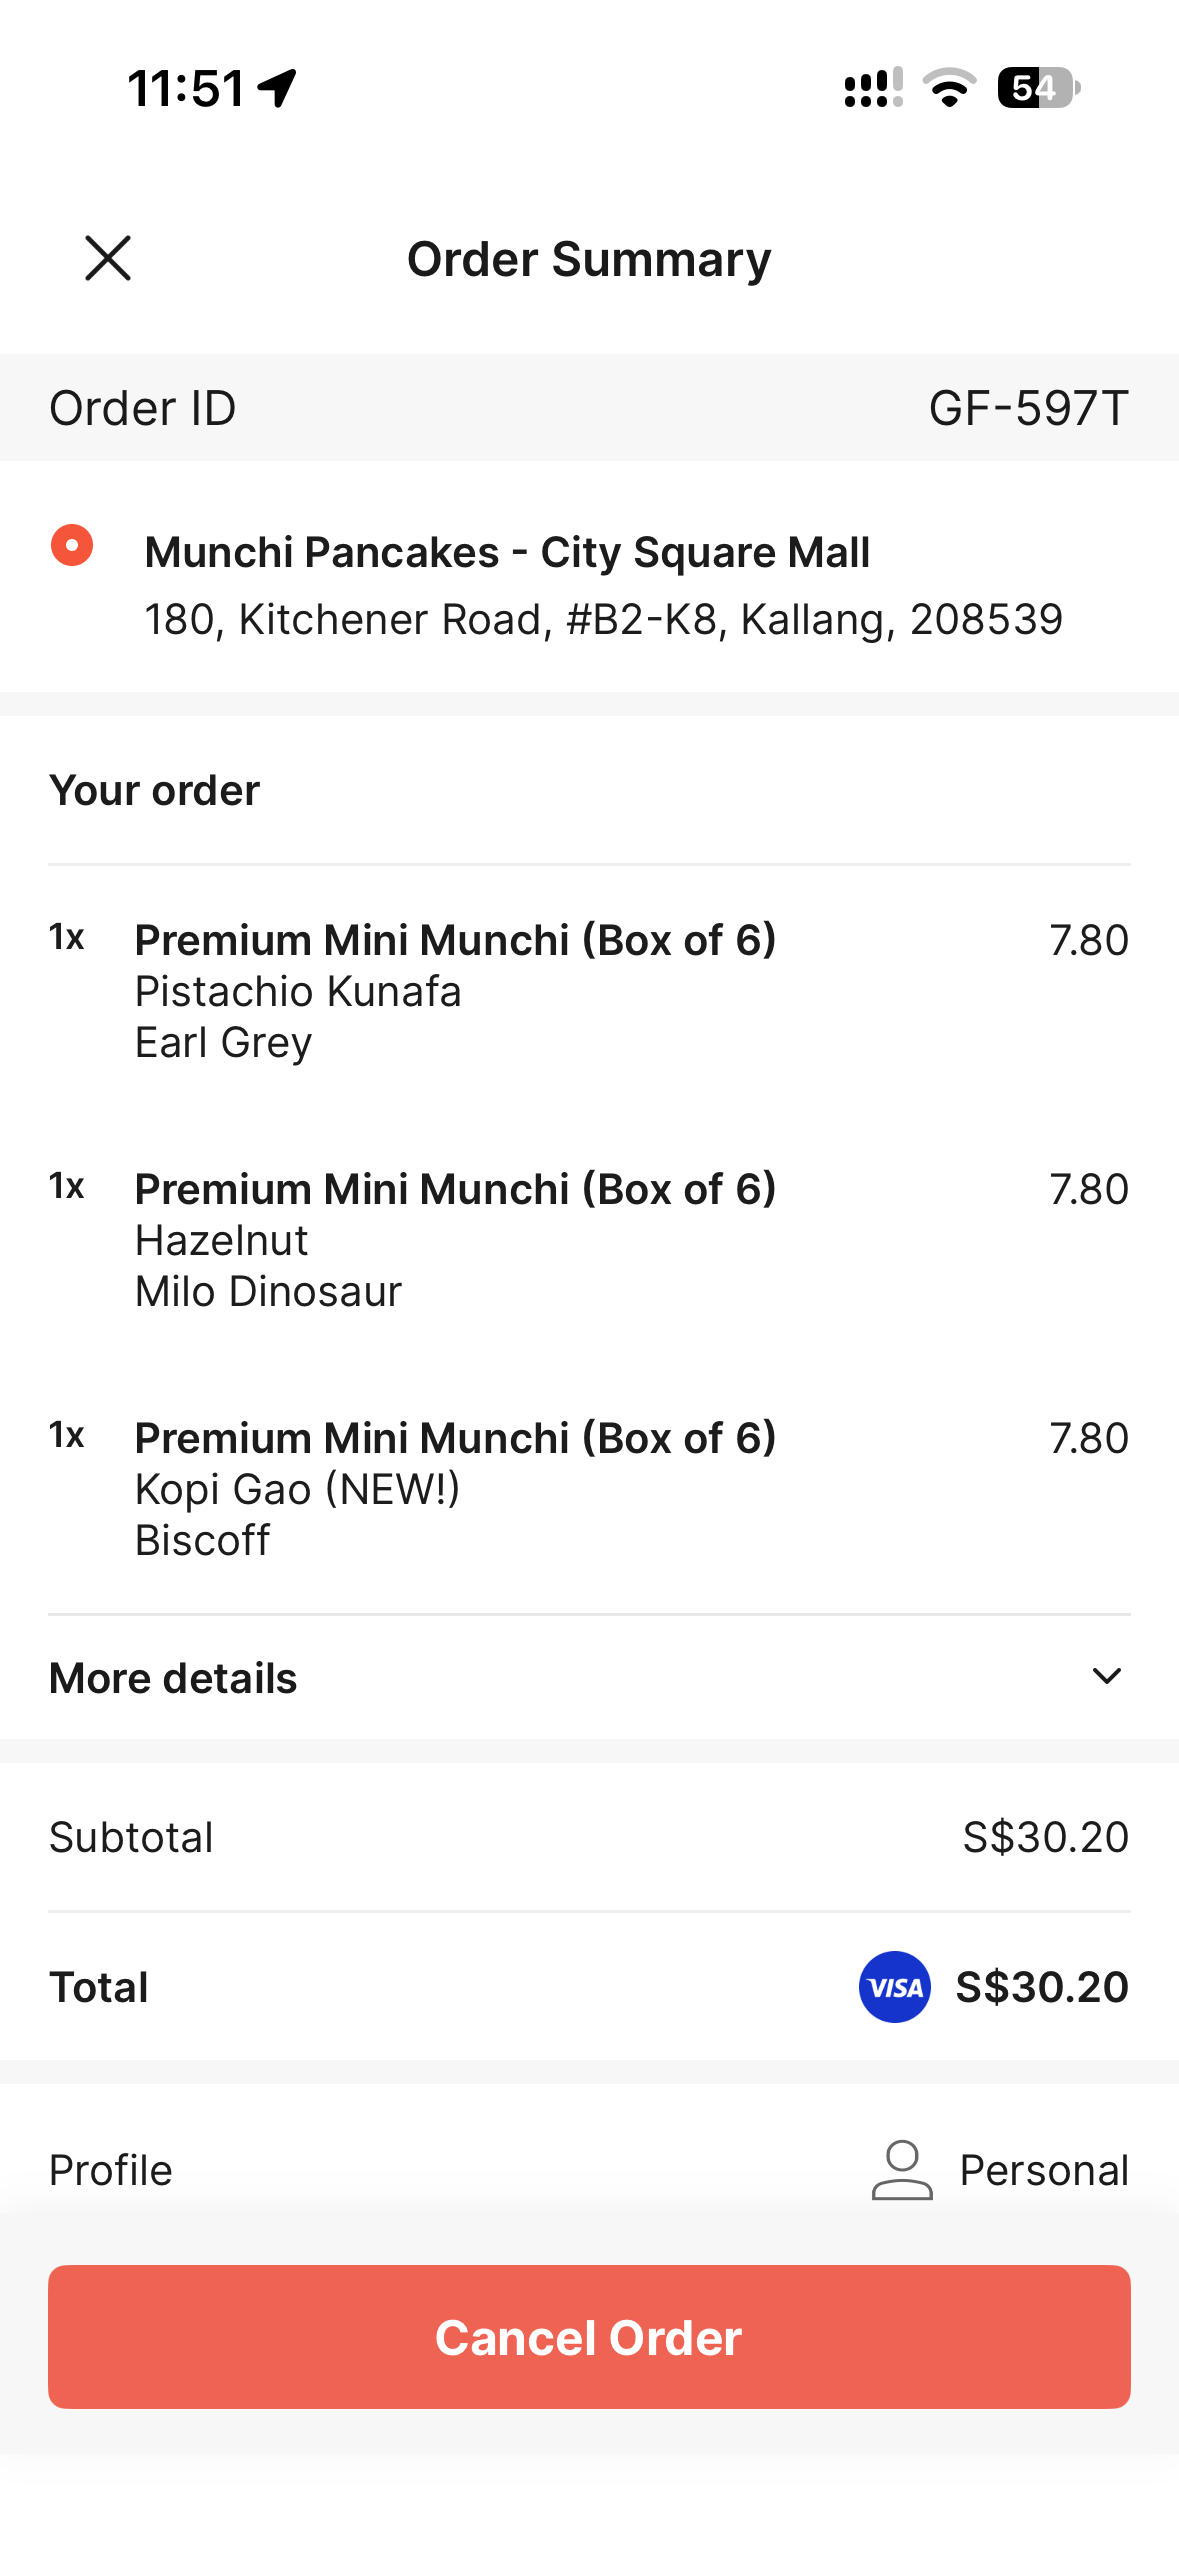 11:51
54
Order Summary
Order ID GF-597T
Munchi Pancakes - City Square Mall
180, Kitchener Road, #B2-K8, Kallang, 208539
Your order
1x Premium Mini Munchi (Box of 6) 7.80
Pistachio Kunafa
Earl Grey
1x Premium Mini Munchi (Box of 6) 7.80
Hazelnut
Milo Dinosaur
1x Premium Mini Munchi (Box of 6) 7.80
Kopi Gao (NEW!)
Biscoff
More details
Subtotal S$30.20
Total VISA S$30.20
Profile Personal
Cancel Order